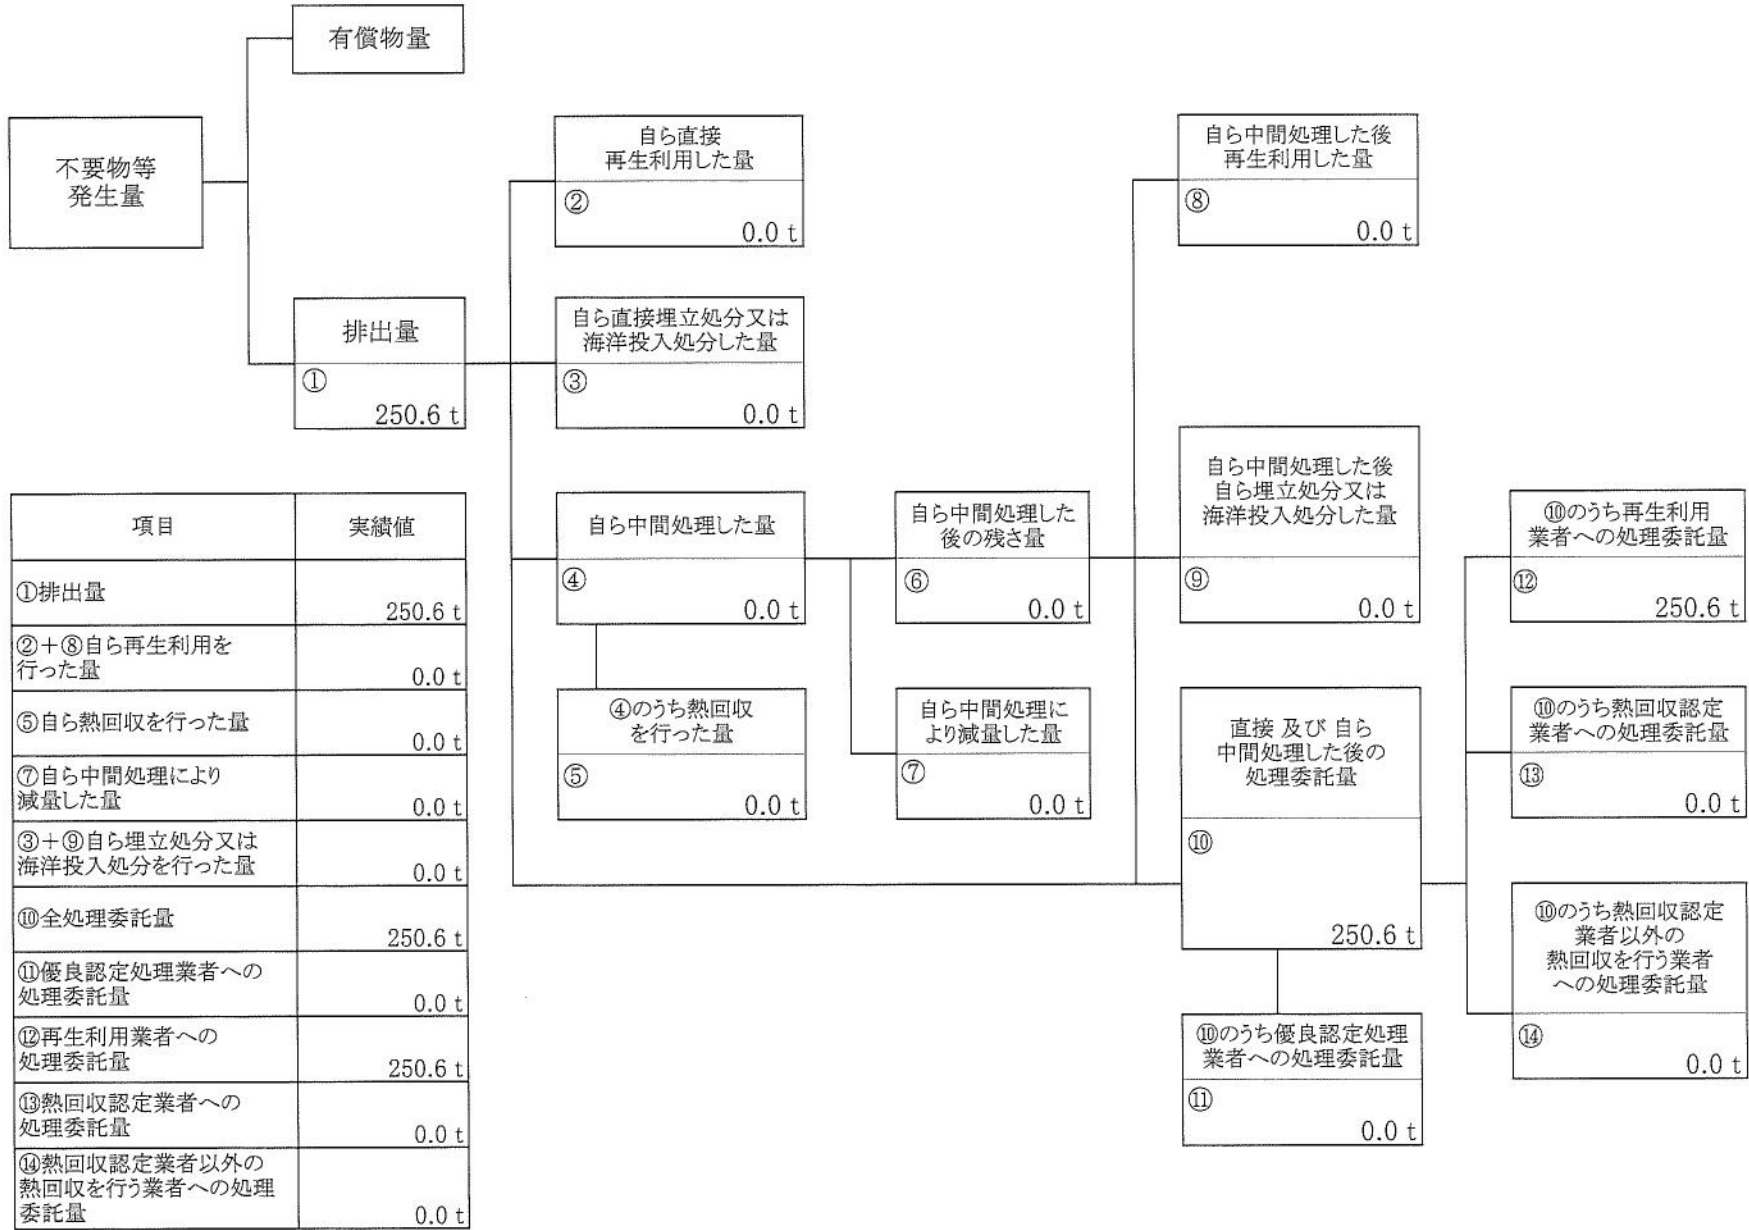 有償物量
不要物等
発生量
自ら直接
再生利用した量
②
0.0 t
自ら中間処理した後
再生利用した量
⑧
0.0 t
排出量
①
250.6 t
自ら直接埋立処分又は
海洋投入処分した量
③
0.0 t
自ら中間処理した量
④
0.0 t
自ら中間処理した
後の残さ量
⑥
0.0 t
自ら中間処理した後
自ら埋立処分又は
海洋投入処分した量
⑨
0.0 t
⑩のうち再生利用
業者への処理委託量
⑫
250.6 t
④のうち熱回収
を行った量
⑤
0.0 t
自ら中間処理に
より減量した量
⑦
0.0 t
直接 及び 自ら
中間処理した後の
処理委託量
⑩
250.6 t
⑩のうち熱回収認定
業者への処理委託量
⑬
0.0 t
⑩のうち熱回収認定
業者以外の
熱回収を行う業者
への処理委託量
⑭
0.0 t
⑩のうち優良認定処理
業者への処理委託量
⑪
0.0 t
項目 実績値
①排出量
250.6 t
②+⑧自ら再生利用を
行った量
0.0 t
⑤自ら熱回収を行った量
0.0 t
⑦自ら中間処理により
減量した量
0.0 t
③+⑨自ら埋立処分又は
海洋投入処分を行った量
0.0 t
⑩全処理委託量
250.6 t
⑪優良認定処理業者への
処理委託量
0.0 t
⑫再生利用業者への
処理委託量
250.6 t
⑬熱回収認定業者への
処理委託量
0.0 t
⑭熱回収認定業者以外の
熱回収を行う業者への処理
委託量
0.0 t